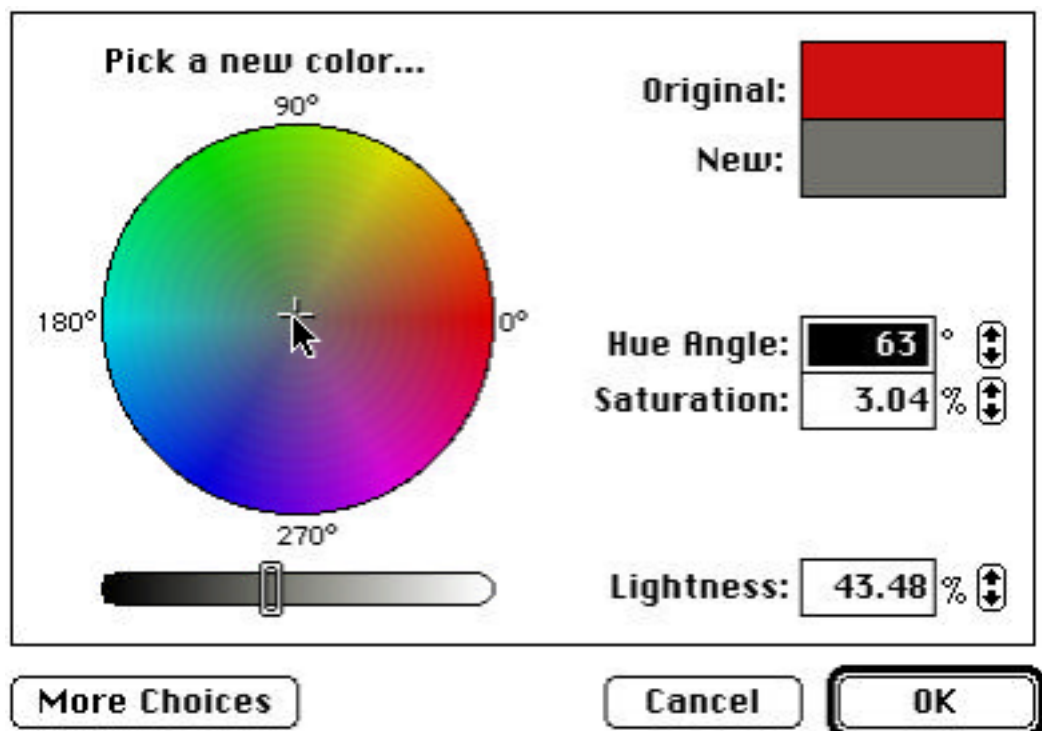 Pick a new color...
Original:
New:
90°
180°
0°
270°
Hue Angle: 63 °
Saturation: 3.04 %
Lightness: 43.48 %
More Choices
Cancel
OK